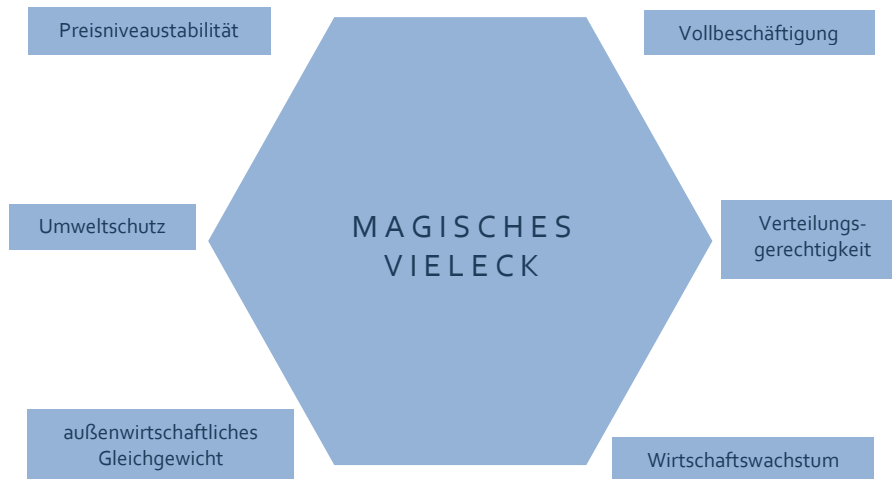 Preisniveaustabilität
Vollbeschäftigung
Umweltschutz
MAGISCHES
VIELECK
Verteilungs-
gerechtigkeit
außenwirtschaftliches
Gleichgewicht
Wirtschaftswachstum